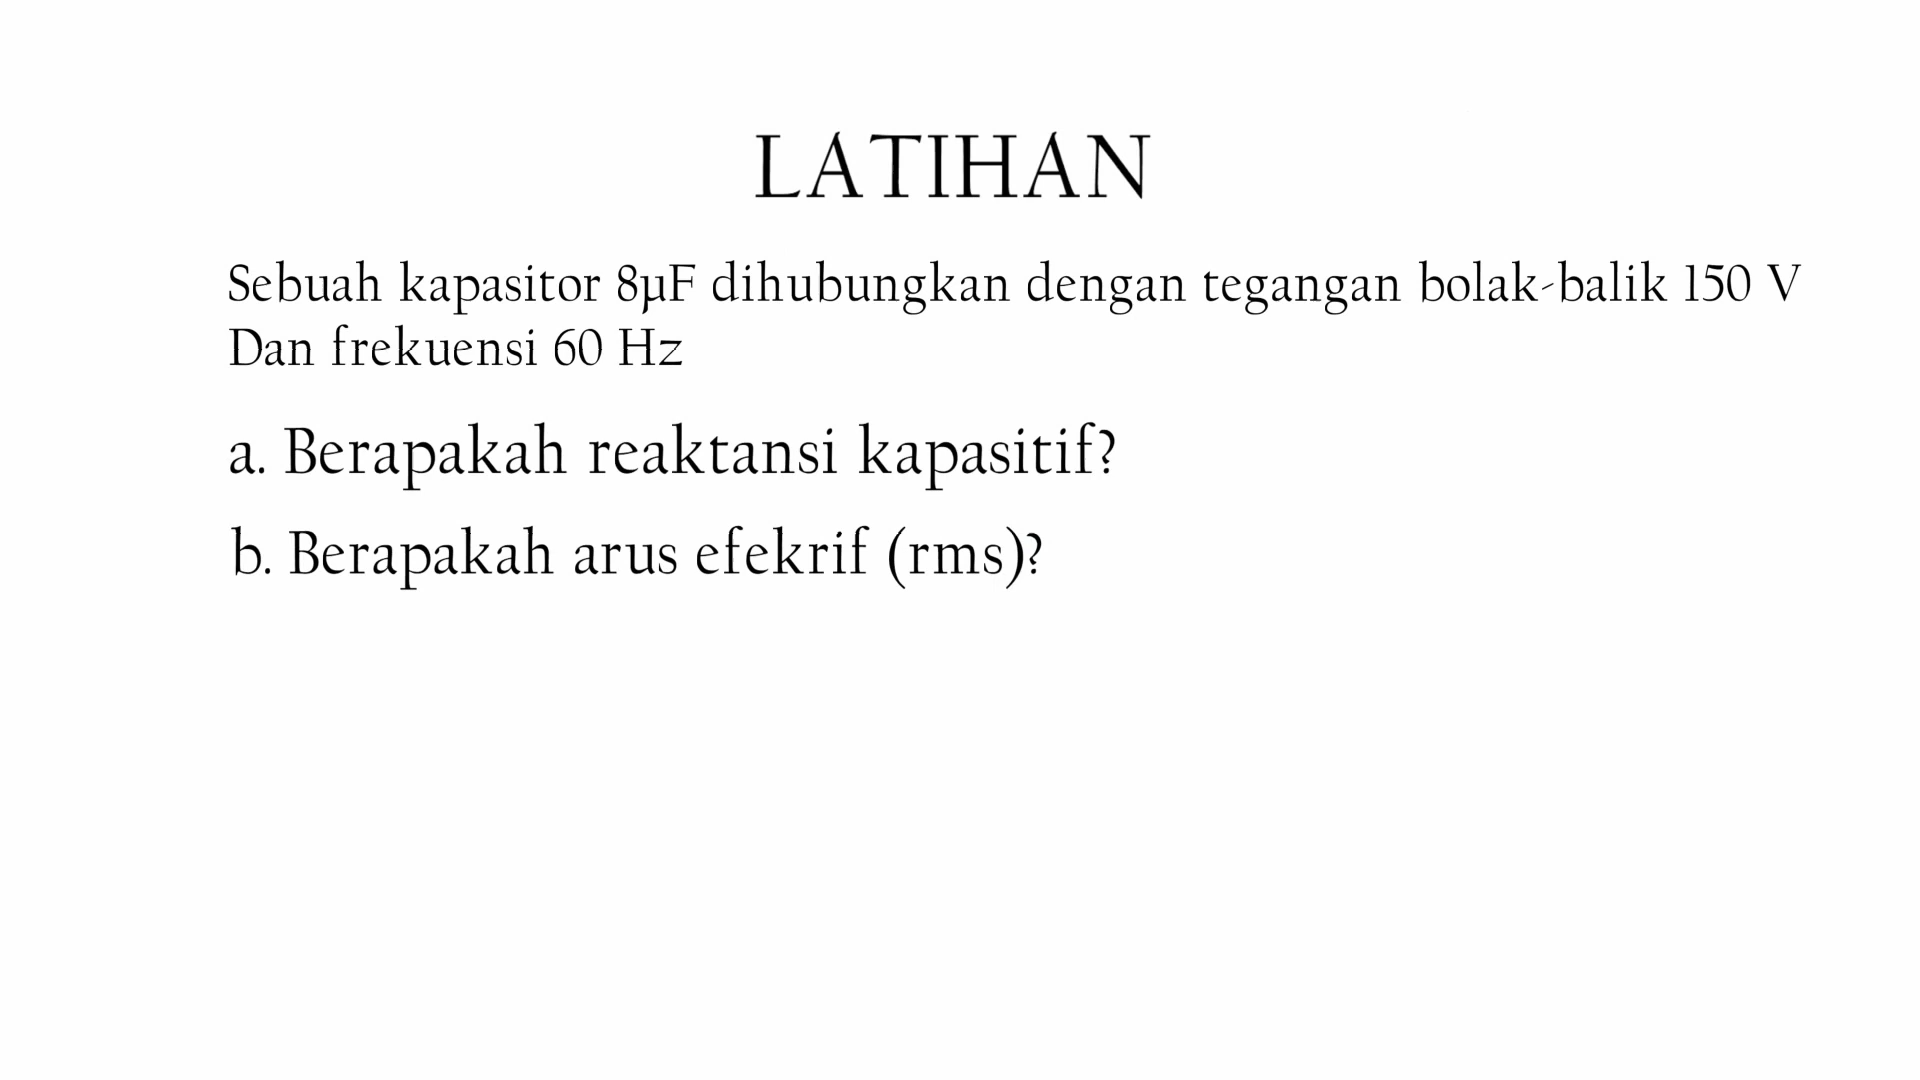 LATIHAN
Sebuah kapasitor 8µF dihubungkan dengan tegangan bolak-balik 150 V
Dan frekuensi 60 Hz
a. Berapakah reaktansi kapasitif?
b. Berapakah arus efekrif (rms)?